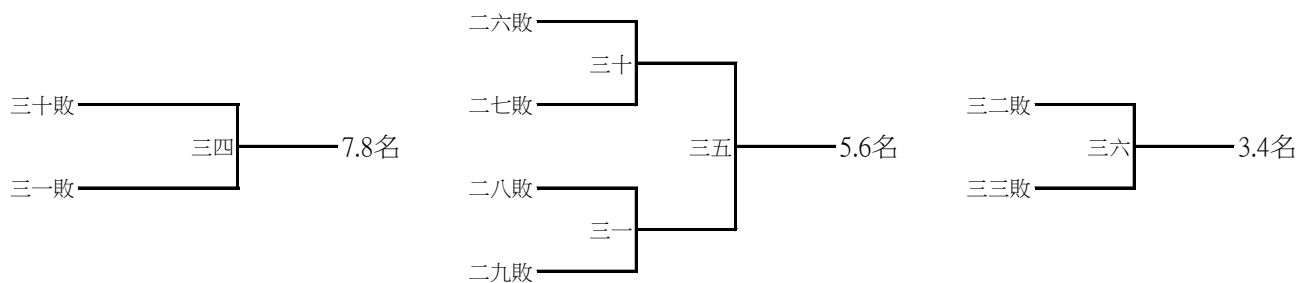 三十敗
三四
7.8名
三一敗
二六敗
三十
二七敗
三五
5.6名
二八敗
三一
二九敗
三二敗
三六
3.4名
三三敗